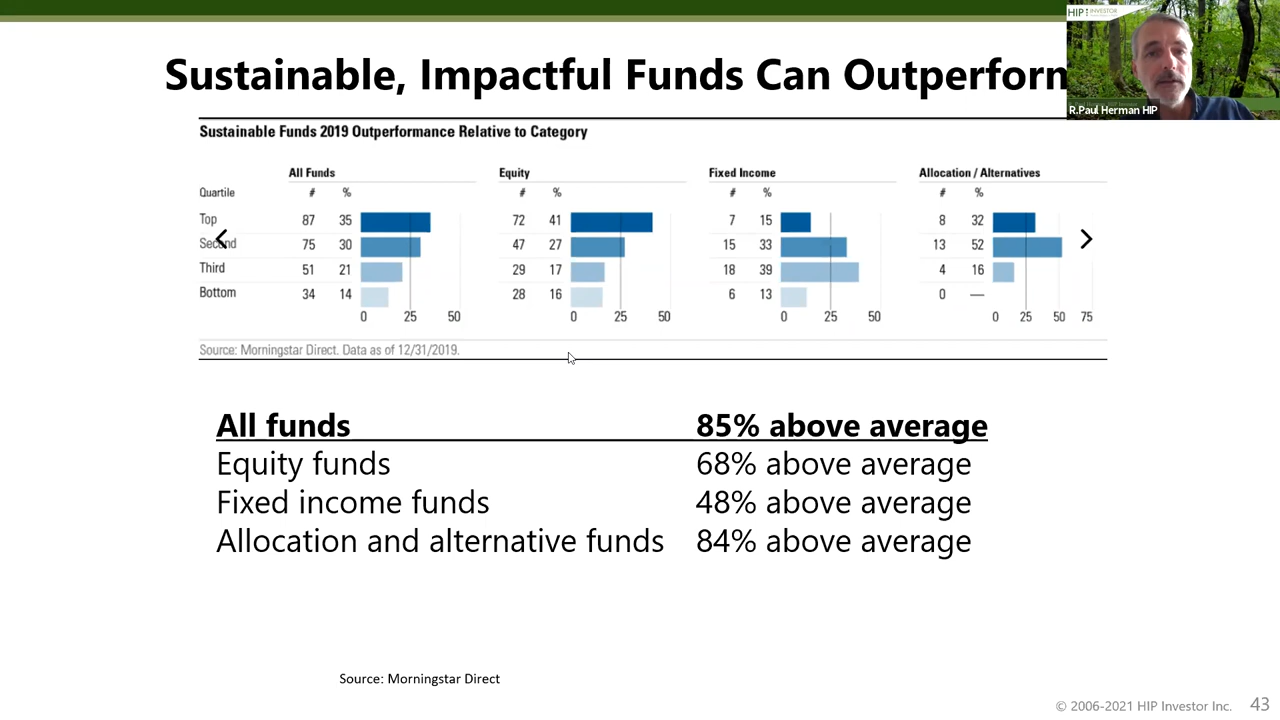 Sustainable, Impactful Funds Can Outperform
HIP INVESTOR
R.Paul Herman HIP
Sustainable Funds 2019 Outperformance Relative to Category
All Funds Equity Fixed Income Allocation / Alternatives
Quartile # % # % # % # %
Top 87 35 72 41 7 15 8 32
Second 75 30 47 27 15 33 13 52
Third 51 21 29 17 18 39 4 16
Bottom 34 14 28 16 6 13 0 —
0 25 50 0 25 50 0 25 50 0 25 50 75
Source: Morningstar Direct. Data as of 12/31/2019.
All funds 85% above average
Equity funds 68% above average
Fixed income funds 48% above average
Allocation and alternative funds 84% above average
Source: Morningstar Direct
© 2006-2021 HIP Investor Inc. 43